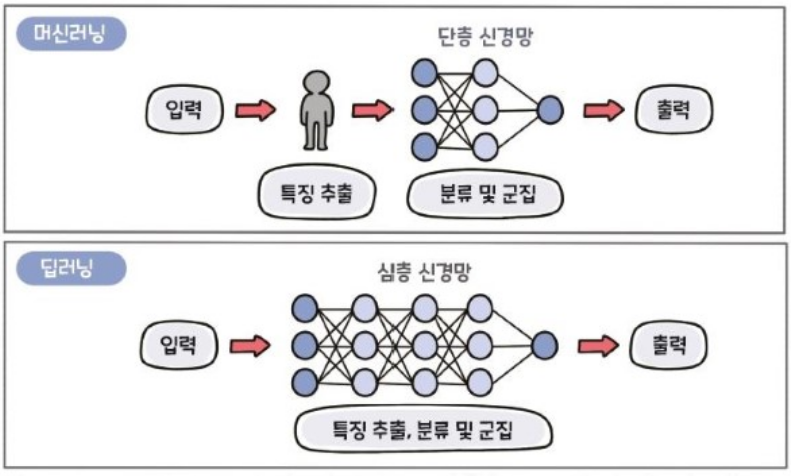 머신러닝
단층 신경망
입력
출력
특징 추출
분류 및 군집
딥러닝
심층 신경망
입력
출력
특징 추출, 분류 및 군집